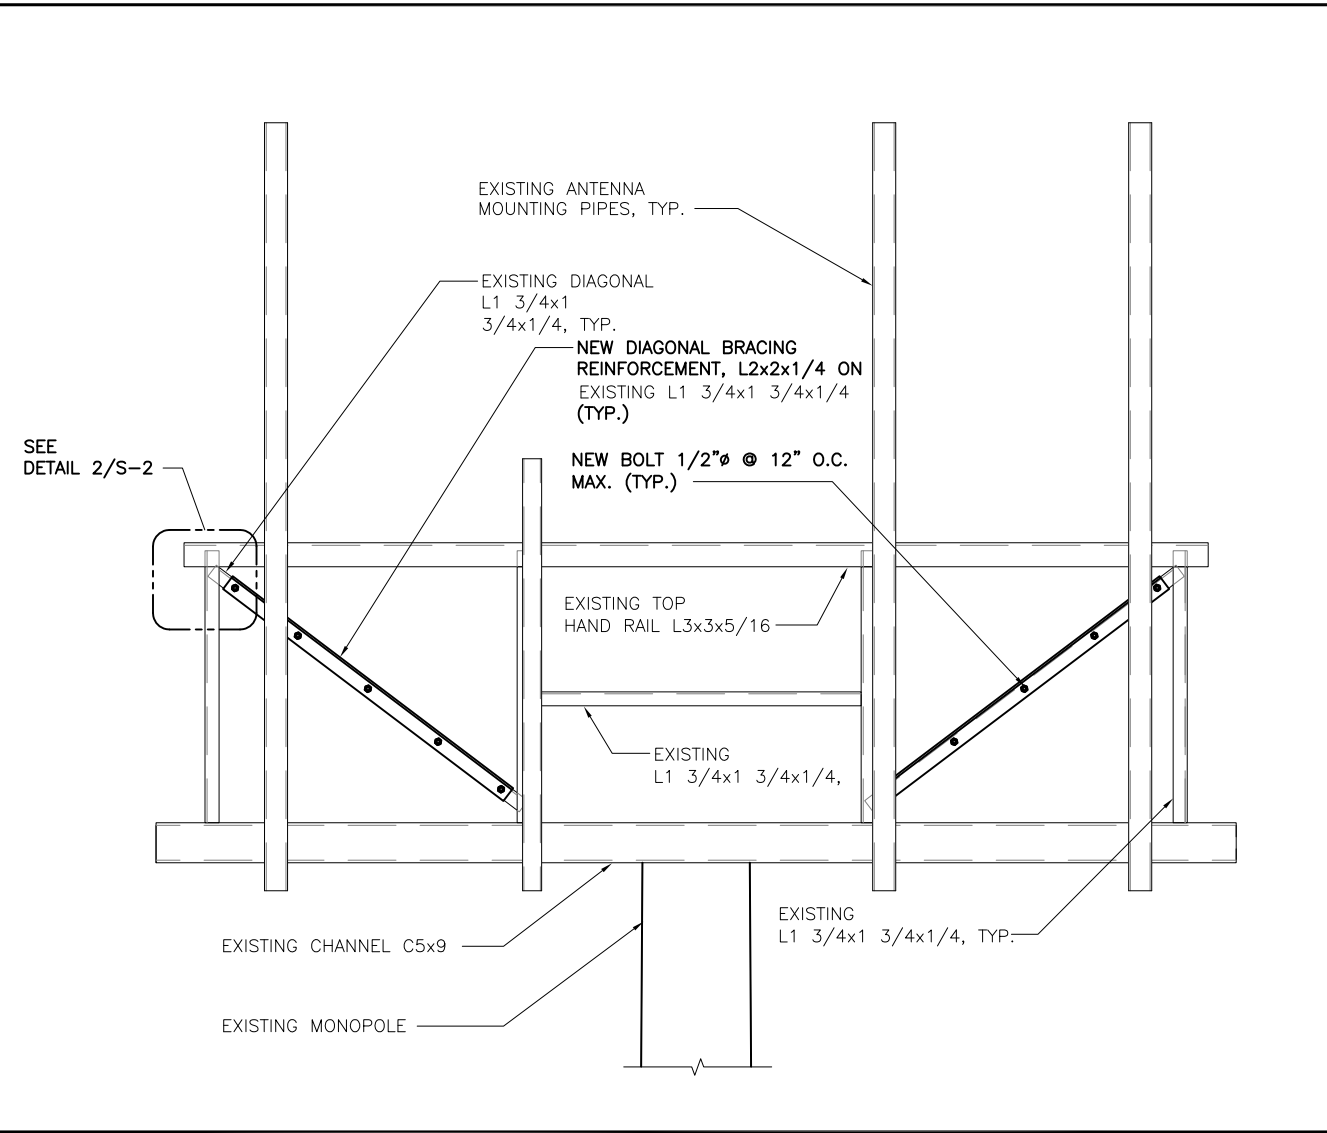 EXISTING ANTENNA
MOUNTING PIPES, TYP.
EXISTING DIAGONAL
L1 3/4x1
3/4x1/4, TYP.
NEW DIAGONAL BRACING
REINFORCEMENT, L2x2x1/4 ON
EXISTING L1 3/4x1 3/4x1/4
(TYP.)
SEE
DETAIL 2/S-2
NEW BOLT 1/2"ø @ 12" O.C.
MAX. (TYP.)
EXISTING TOP
HAND RAIL L3x3x5/16
EXISTING
L1 3/4x1 3/4x1/4,
EXISTING
L1 3/4x1 3/4x1/4, TYP.
EXISTING CHANNEL C5x9
EXISTING MONOPOLE